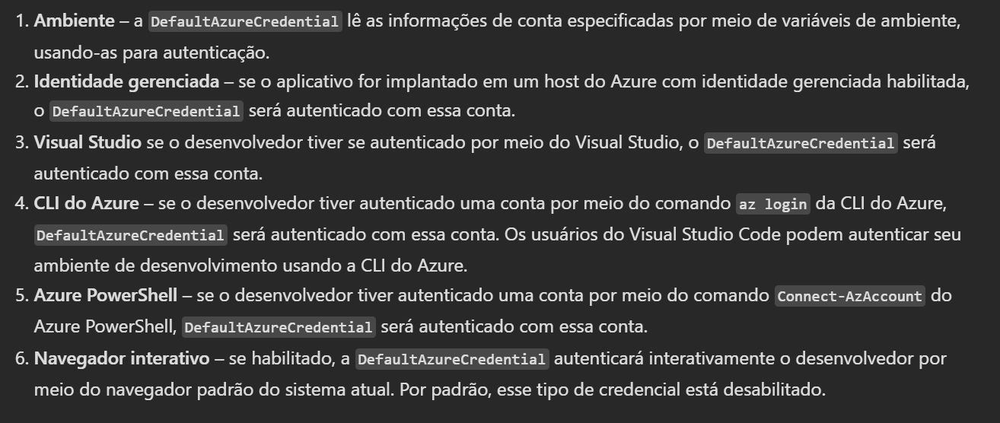 1. Ambiente – a DefaultAzureCredential lê as informações de conta especificadas por meio de variáveis de ambiente,
usando-as para autenticação.
2. Identidade gerenciada – se o aplicativo for implantado em um host do Azure com identidade gerenciada habilitada,
o DefaultAzureCredential será autenticado com essa conta.
3. Visual Studio se o desenvolvedor tiver se autenticado por meio do Visual Studio, o DefaultAzureCredential será
autenticado com essa conta.
4. CLI do Azure – se o desenvolvedor tiver autenticado uma conta por meio do comando az login da CLI do Azure,
DefaultAzureCredential será autenticado com essa conta. Os usuários do Visual Studio Code podem autenticar seu
ambiente de desenvolvimento usando a CLI do Azure.
5. Azure PowerShell – se o desenvolvedor tiver autenticado uma conta por meio do comando Connect-AzAccount do
Azure PowerShell, DefaultAzureCredential será autenticado com essa conta.
6. Navegador interativo – se habilitado, a DefaultAzureCredential autenticará interativamente o desenvolvedor por
meio do navegador padrão do sistema atual. Por padrão, esse tipo de credencial está desabilitado.